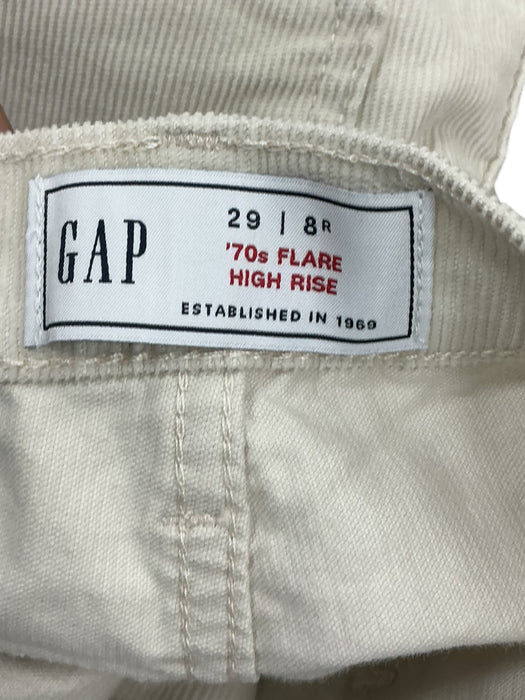 GAP
29 | 8R
'70s FLARE
HIGH RISE
ESTABLISHED IN 1969